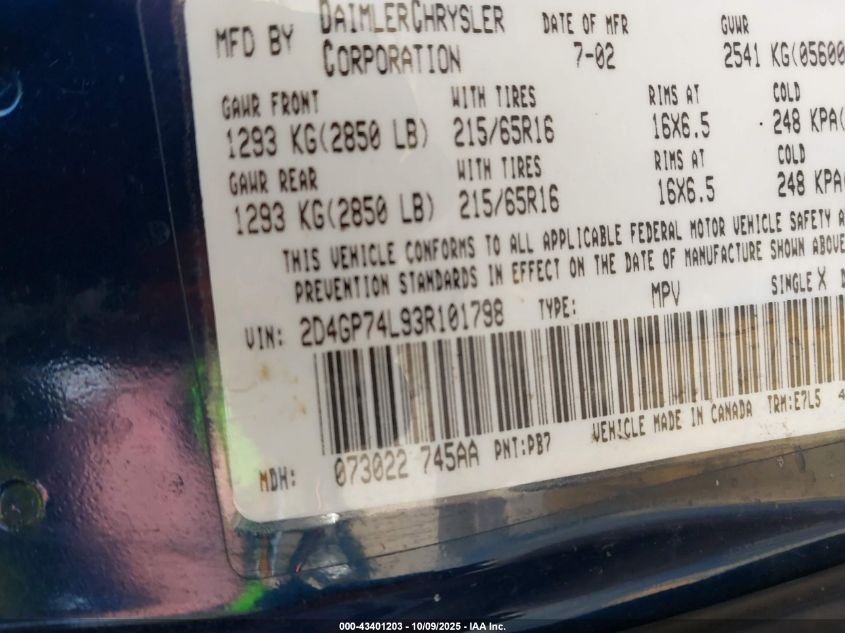 MFD BY DAIMLERCHRYSLER CORPORATION DATE OF MFR 7-02 GVWR 2541 KG(05600
GAWR FRONT WITH TIRES RIMS AT COLD
1293 KG(2850 LB) 215/65R16 16X6.5 248 KPA(
GAWR REAR WITH TIRES RIMS AT COLD
1293 KG(2850 LB) 215/65R16 16X6.5 248 KPA(
THIS VEHICLE CONFORMS TO ALL APPLICABLE FEDERAL MOTOR VEHICLE SAFETY A
PREVENTION STANDARDS IN EFFECT ON THE DATE OF MANUFACTURE SHOWN ABOVE
VIN: 2D4GP74L93R101798 TYPE: MPV SINGLE X D
VEHICLE MADE IN CANADA TRM:E7L5 4
MDH: 073022 745AA PNT:PB7
000-43401203 - 10/09/2025 - IAA Inc.